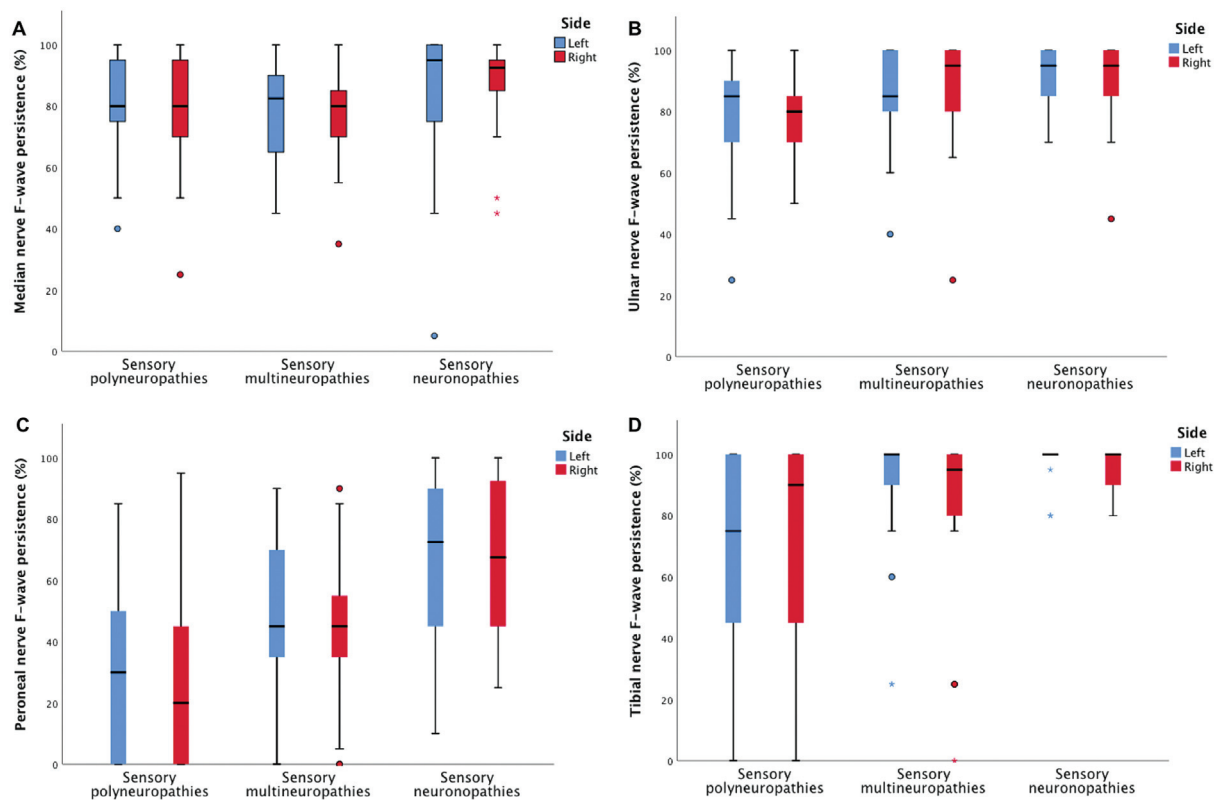 A
Median nerve F-wave persistence (%)
100
80
60
40
20
0
Sensory
polyneuropathies
Sensory
multineuropathies
Sensory
neuronopathies
Side
Left
Right
B
Ulnar nerve F-wave persistence (%)
100
80
60
40
20
0
Sensory
polyneuropathies
Sensory
multineuropathies
Sensory
neuronopathies
Side
Left
Right
C
Peroneal nerve F-wave persistence (%)
100
80
60
40
20
0
Sensory
polyneuropathies
Sensory
multineuropathies
Sensory
neuronopathies
Side
Left
Right
D
Tibial nerve F-wave persistence (%)
100
80
60
40
20
0
Sensory
polyneuropathies
Sensory
multineuropathies
Sensory
neuronopathies
Side
Left
Right